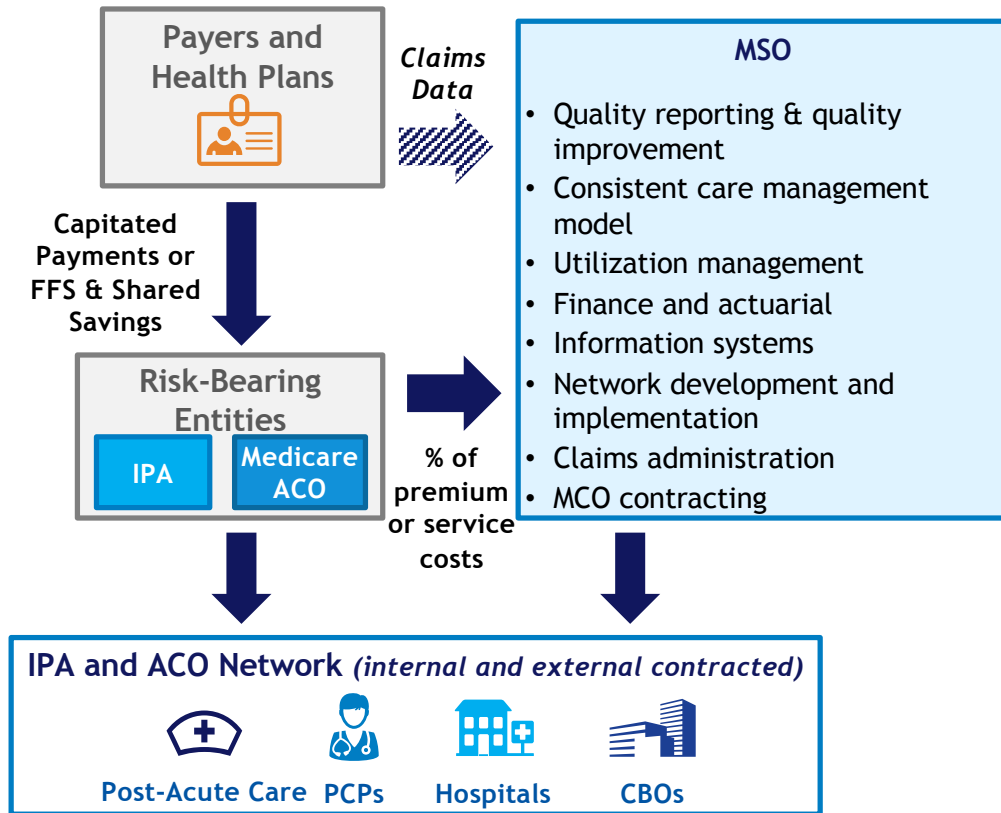 Payers and
Health Plans
Claims
Data
MSO
• Quality reporting & quality
improvement
• Consistent care management
model
• Utilization management
• Finance and actuarial
• Information systems
• Network development and
implementation
• Claims administration
• MCO contracting
Capitated
Payments or
FFS & Shared
Savings
Risk-Bearing
Entities
IPA
Medicare
ACO
% of
premium
or service
costs
IPA and ACO Network (internal and external contracted)
Post-Acute Care
PCPs
Hospitals
CBOs